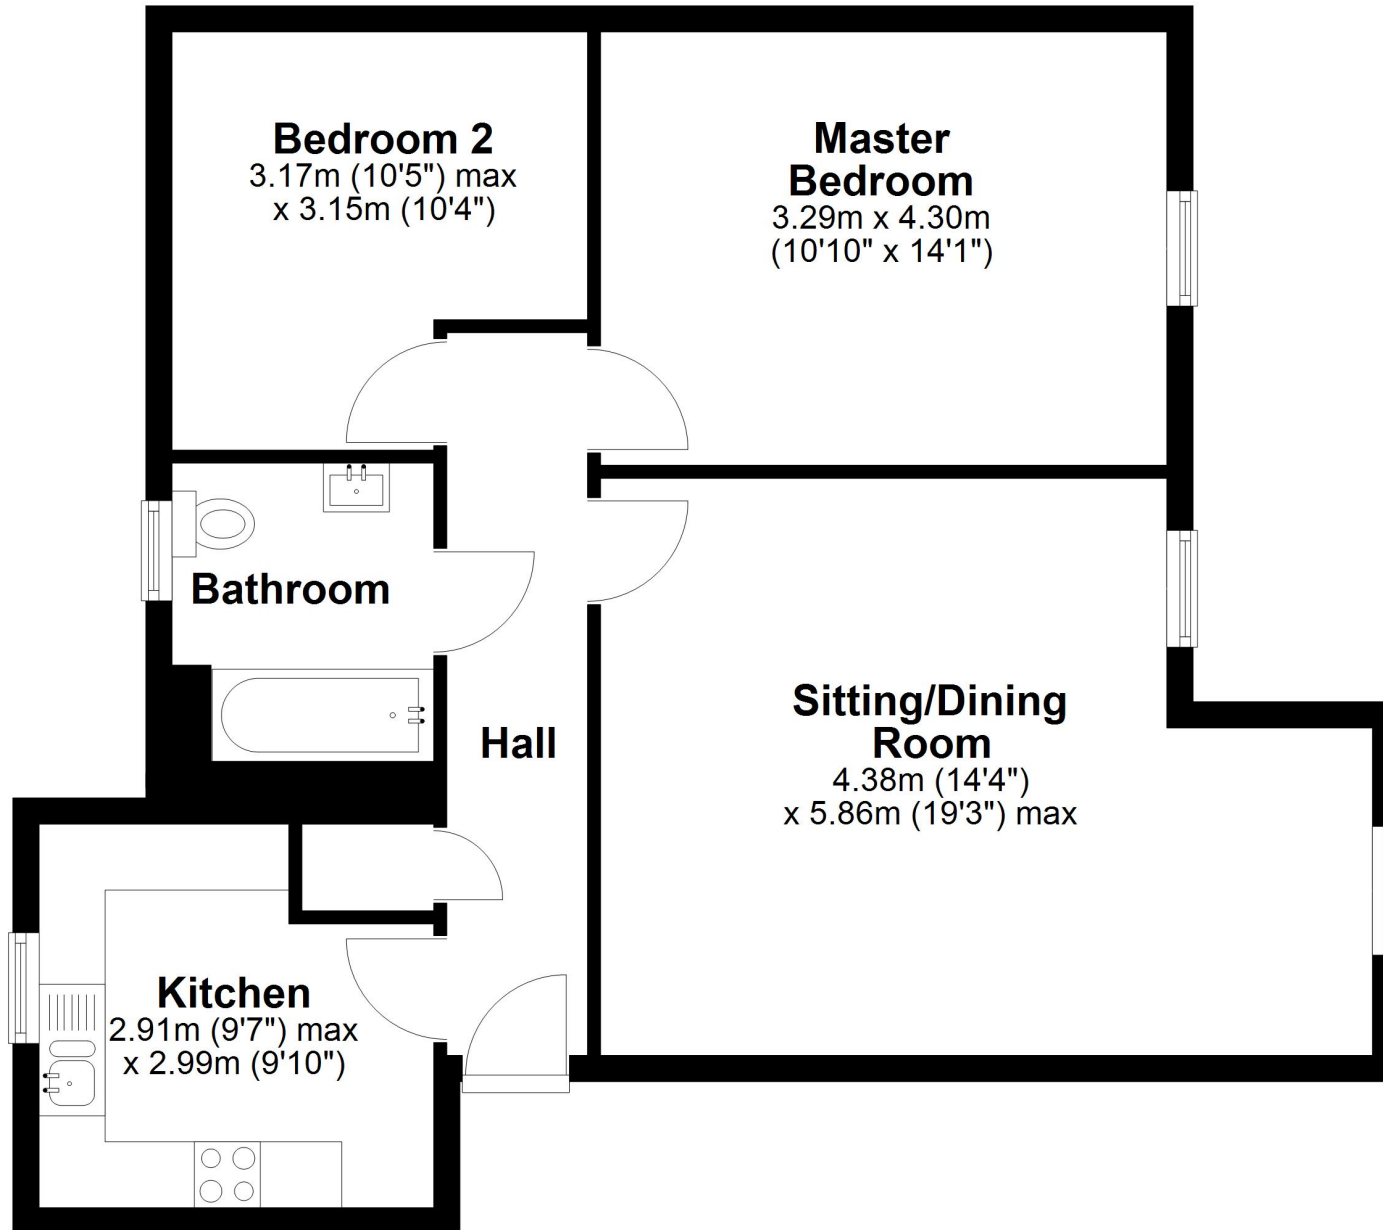 Bedroom 2
3.17m (10'5") max
x 3.15m (10'4")
Master
Bedroom
3.29m x 4.30m
(10'10" x 14'1")
Bathroom
Hall
Sitting/Dining
Room
4.38m (14'4")
x 5.86m (19'3") max
Kitchen
2.91m (9'7") max
x 2.99m (9'10")